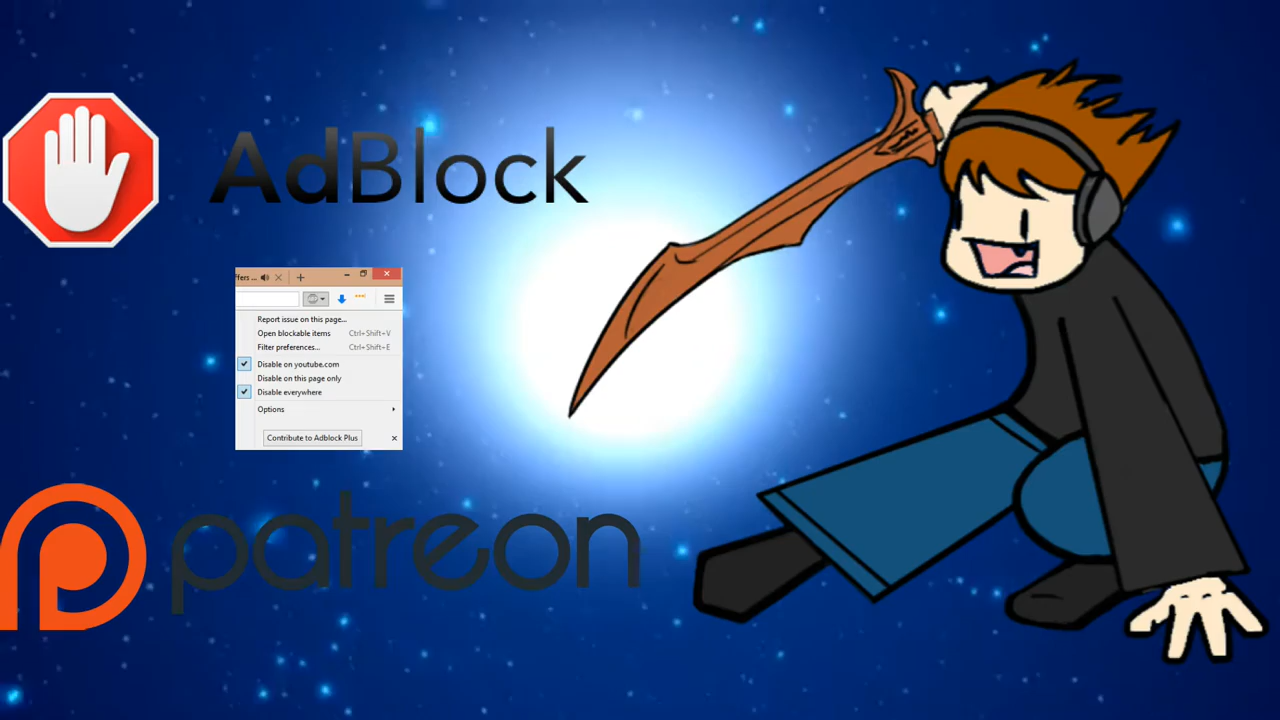 AdBlock
ffers ...
Report issue on this page...
Open blockable items Ctrl+Shift+V
Filter preferences... Ctrl+Shift+E
Disable on youtube.com
Disable on this page only
Disable everywhere
Options
Contribute to Adblock Plus
patreon